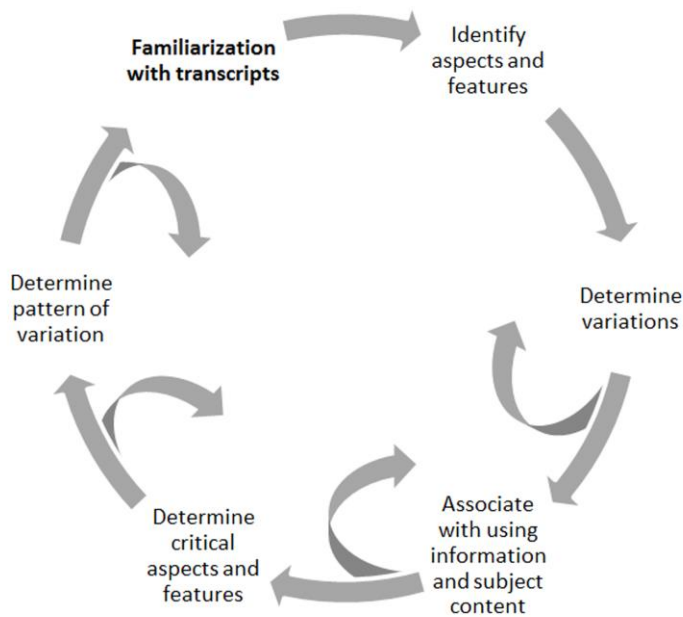 Familiarization
with transcripts
Identify
aspects and
features
Determine
variations
Associate
with using
information
and subject
content
Determine
critical
aspects and
features
Determine
pattern of
variation